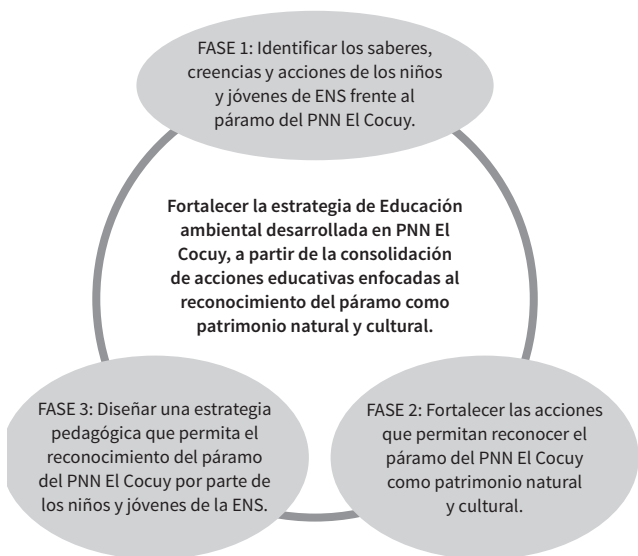 FASE 1: Identificar los saberes,
creencias y acciones de los niños
y jóvenes de ENS frente al
páramo del PNN El Cocuy.
Fortalecer la estrategia de Educación
ambiental desarrollada en PNN El
Cocuy, a partir de la consolidación
de acciones educativas enfocadas al
reconocimiento del páramo como
patrimonio natural y cultural.
FASE 3: Diseñar una estrategia
pedagógica que permita el
reconocimiento del páramo
del PNN El Cocuy por parte de
los niños y jóvenes de la ENS.
FASE 2: Fortalecer las acciones
que permitan reconocer el
páramo del PNN El Cocuy
como patrimonio natural
y cultural.